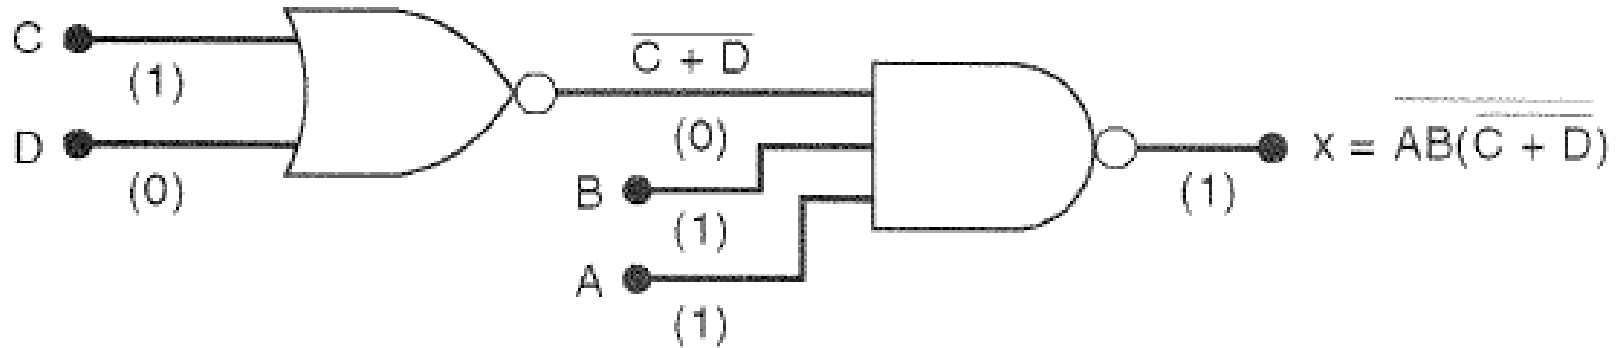 C
(1)
D
(0)
C + D
(0)
B
(1)
A
(1)
x = AB(C + D)
(1)